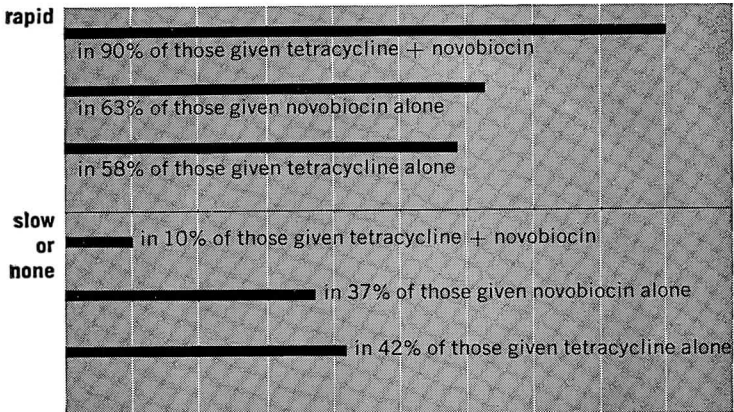 rapid
in 90% of those given tetracycline + novobiocin
in 63% of those given novobiocin alone
in 58% of those given tetracycline alone
slow
or
none
in 10% of those given tetracycline + novobiocin
in 37% of those given novobiocin alone
in 42% of those given tetracycline alone